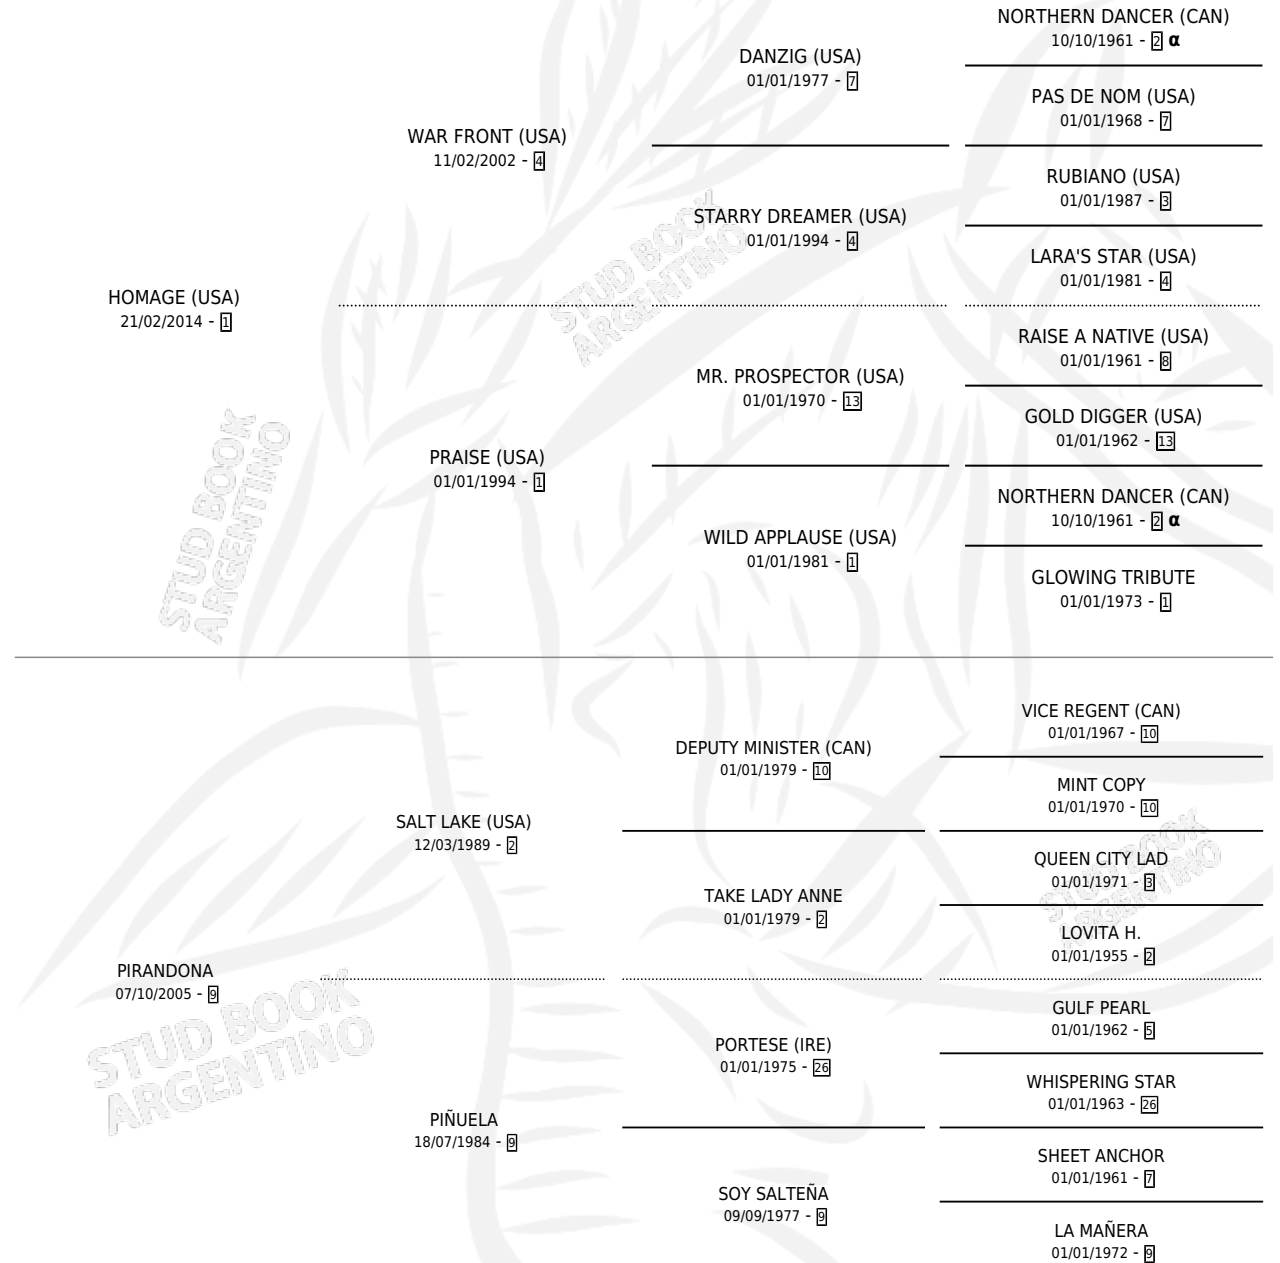 NORTHERN DANCER (CAN)
10/10/1961 - 2 α
DANZIG (USA)
01/01/1977 - 7
PAS DE NOM (USA)
01/01/1968 - 7
WAR FRONT (USA)
11/02/2002 - 4
RUBIANO (USA)
01/01/1987 - 3
STARRY DREAMER (USA)
01/01/1994 - 4
LARA'S STAR (USA)
01/01/1981 - 4
HOMAGE (USA)
21/02/2014 - 1
RAISE A NATIVE (USA)
01/01/1961 - 8
MR. PROSPECTOR (USA)
01/01/1970 - 13
GOLD DIGGER (USA)
01/01/1962 - 13
PRAISE (USA)
01/01/1994 - 1
NORTHERN DANCER (CAN)
10/10/1961 - 2 α
WILD APPLAUSE (USA)
01/01/1981 - 1
GLOWING TRIBUTE
01/01/1973 - 1
VICE REGENT (CAN)
01/01/1967 - 10
DEPUTY MINISTER (CAN)
01/01/1979 - 10
MINT COPY
01/01/1970 - 10
SALT LAKE (USA)
12/03/1989 - 2
QUEEN CITY LAD
01/01/1971 - 3
TAKE LADY ANNE
01/01/1979 - 2
LOVITA H.
01/01/1955 - 2
PIRANDONA
07/10/2005 - 9
GULF PEARL
01/01/1962 - 5
PORTESE (IRE)
01/01/1975 - 26
WHISPERING STAR
01/01/1963 - 26
PIÑUELA
18/07/1984 - 9
SHEET ANCHOR
01/01/1961 - 7
SOY SALTEÑA
09/09/1977 - 9
LA MAÑERA
01/01/1972 - 9
STUD BOOK
ARGENTINO
STUD BOOK
ARGENTINO
STUD BOOK
ARGENTINO
STUD BOOK
ARGENTINO